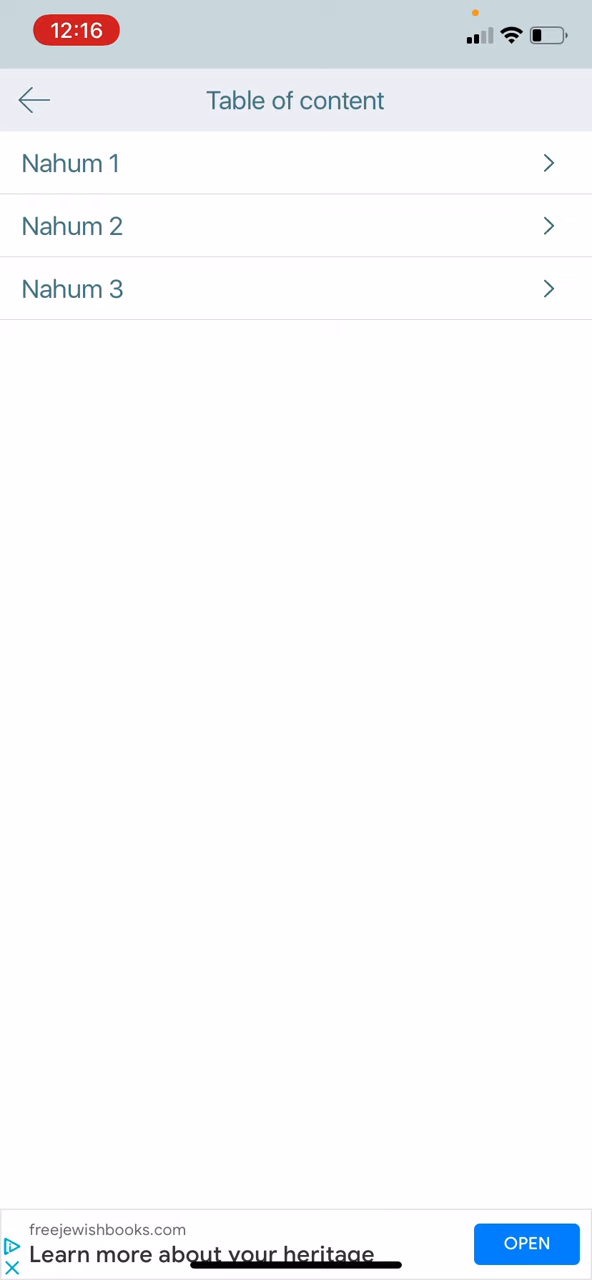 12:16
Table of content
Nahum 1
Nahum 2
Nahum 3
freejewishbooks.com
Learn more about your heritage
OPEN